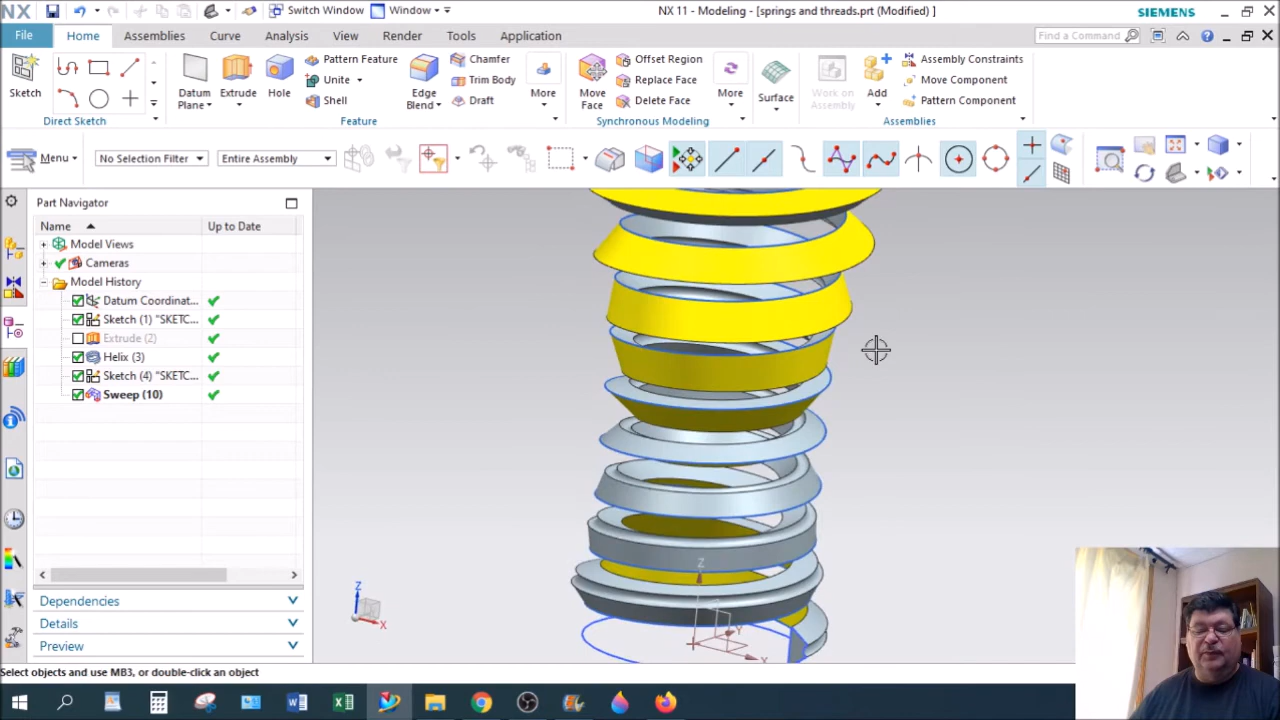 NX Switch Window Window NX 11 - Modeling - [springs and threads.prt (Modified) ] SIEMENS
File Home Assemblies Curve Analysis View Render Tools Application Find a Command
Sketch Datum Plane Extrude Hole Pattern Feature Unite Shell Edge Blend Chamfer Trim Body Draft More Move Face Offset Region Replace Face Delete Face More Surface Work on Assembly Add Assembly Constraints Move Component Pattern Component
Direct Sketch Feature Synchronous Modeling Assemblies
Menu No Selection Filter Entire Assembly
Part Navigator
Name Up to Date
Model Views
Cameras
Model History
Datum Coordinat...
Sketch (1) "SKETC...
Extrude (2)
Helix (3)
Sketch (4) "SKETC...
Sweep (10)
Dependencies
Details
Preview
Z
X
Z
Y
X
Select objects and use MB3, or double-click an object